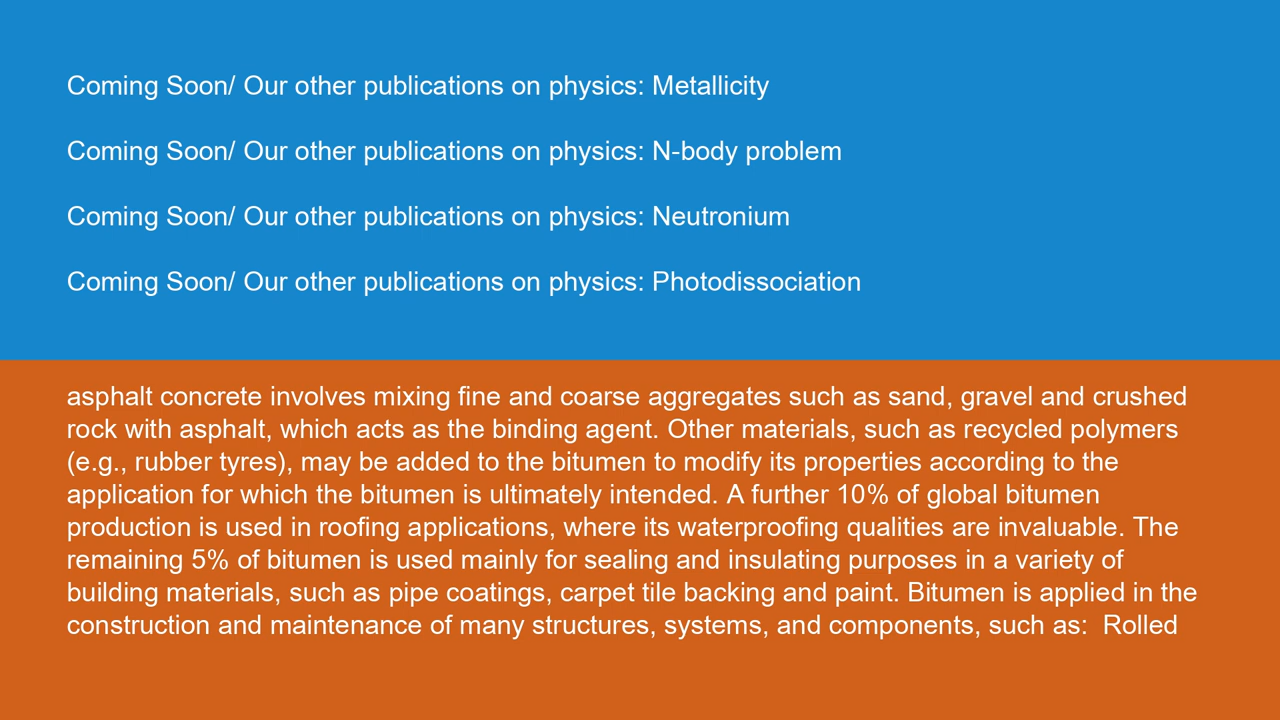 Coming Soon/ Our other publications on physics: Metallicity
Coming Soon/ Our other publications on physics: N-body problem
Coming Soon/ Our other publications on physics: Neutronium
Coming Soon/ Our other publications on physics: Photodissociation
asphalt concrete involves mixing fine and coarse aggregates such as sand, gravel and crushed
rock with asphalt, which acts as the binding agent. Other materials, such as recycled polymers
(e.g., rubber tyres), may be added to the bitumen to modify its properties according to the
application for which the bitumen is ultimately intended. A further 10% of global bitumen
production is used in roofing applications, where its waterproofing qualities are invaluable. The
remaining 5% of bitumen is used mainly for sealing and insulating purposes in a variety of
building materials, such as pipe coatings, carpet tile backing and paint. Bitumen is applied in the
construction and maintenance of many structures, systems, and components, such as:  Rolled